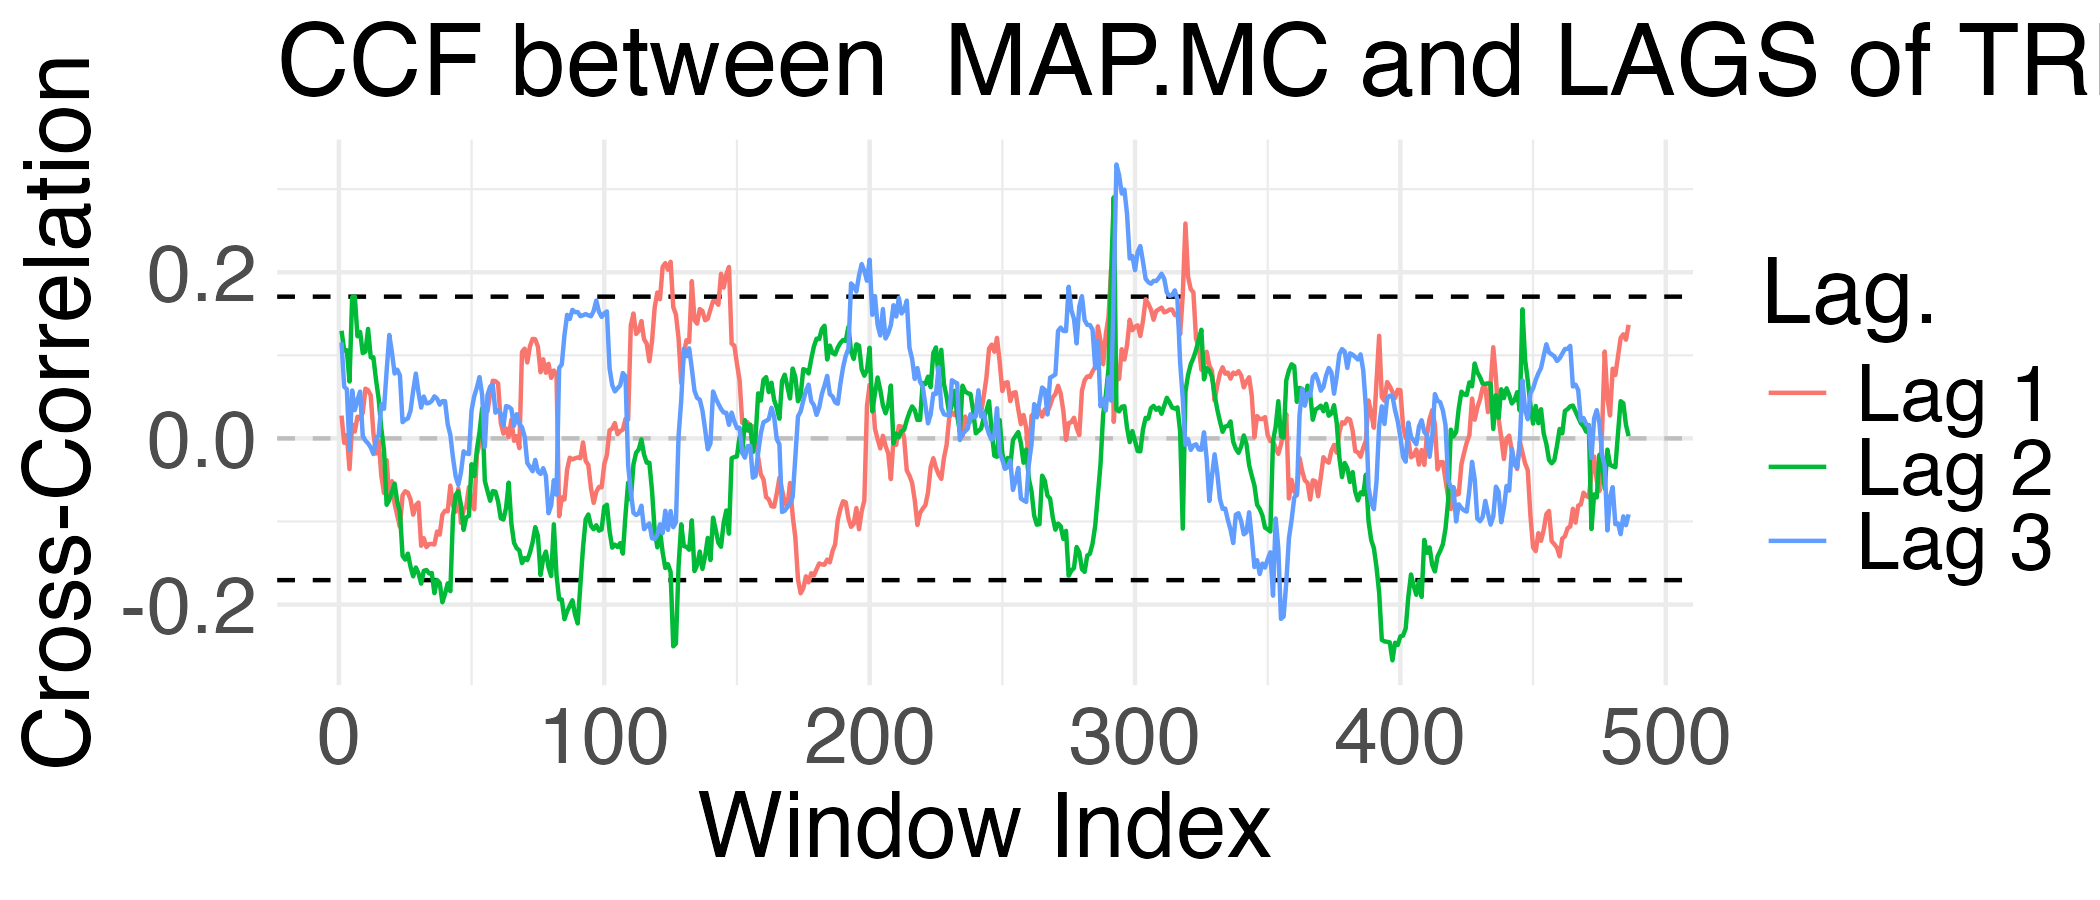 CCF between  MAP.MC and LAGS of
Cross-Correlation
0.2
0.0
-0.2
0
100
200
300
400
500
Window Index
Lag.
Lag 1
Lag 2
Lag 3